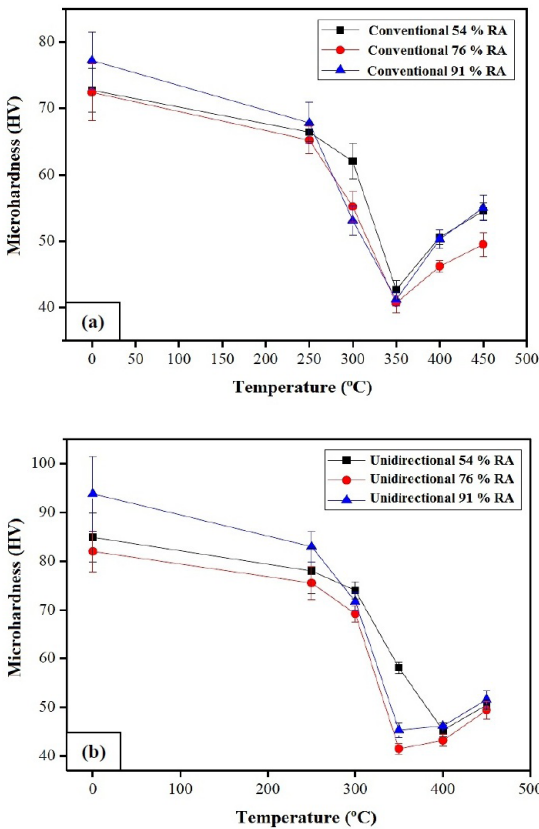 80
70
60
50
40
Microhardness (HV)
Conventional 54 % RA
Conventional 76 % RA
Conventional 91 % RA
(a)
0 50 100 150 200 250 300 350 400 450 500
Temperature (ºC)
100
90
80
70
60
50
40
Microhardness (HV)
Unidirectional 54 % RA
Unidirectional 76 % RA
Unidirectional 91 % RA
(b)
0 100 200 300 400 500
Temperature (ºC)